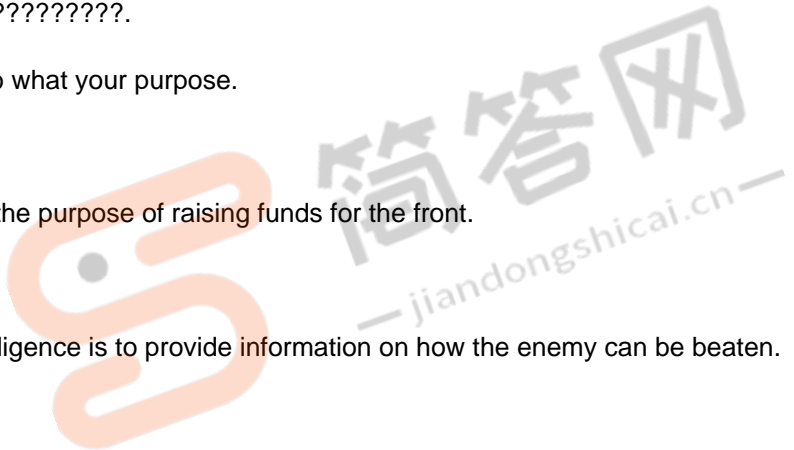 ?????????.
o what your purpose.
简答网
the purpose of raising funds for the front.
jiandongshicai.cn
ligence is to provide information on how the enemy can be beaten.